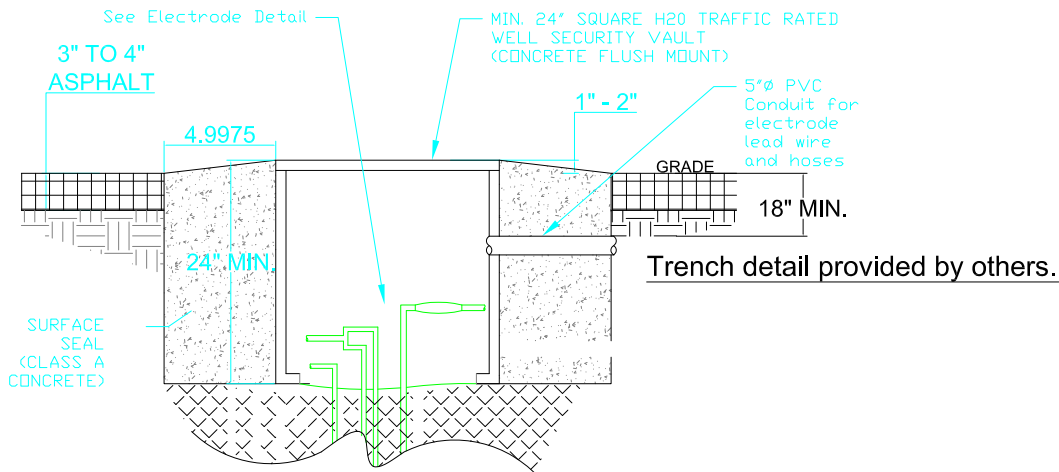 See Electrode Detail
MIN. 24" SQUARE H20 TRAFFIC RATED
WELL SECURITY VAULT
(CONCRETE FLUSH MOUNT)
3" TO 4"
ASPHALT
5"ø PVC
Conduit for
electrode
lead wire
and hoses
1" - 2"
4.9975
GRADE
18" MIN.
24" MIN.
Trench detail provided by others.
SURFACE
SEAL
(CLASS A
CONCRETE)